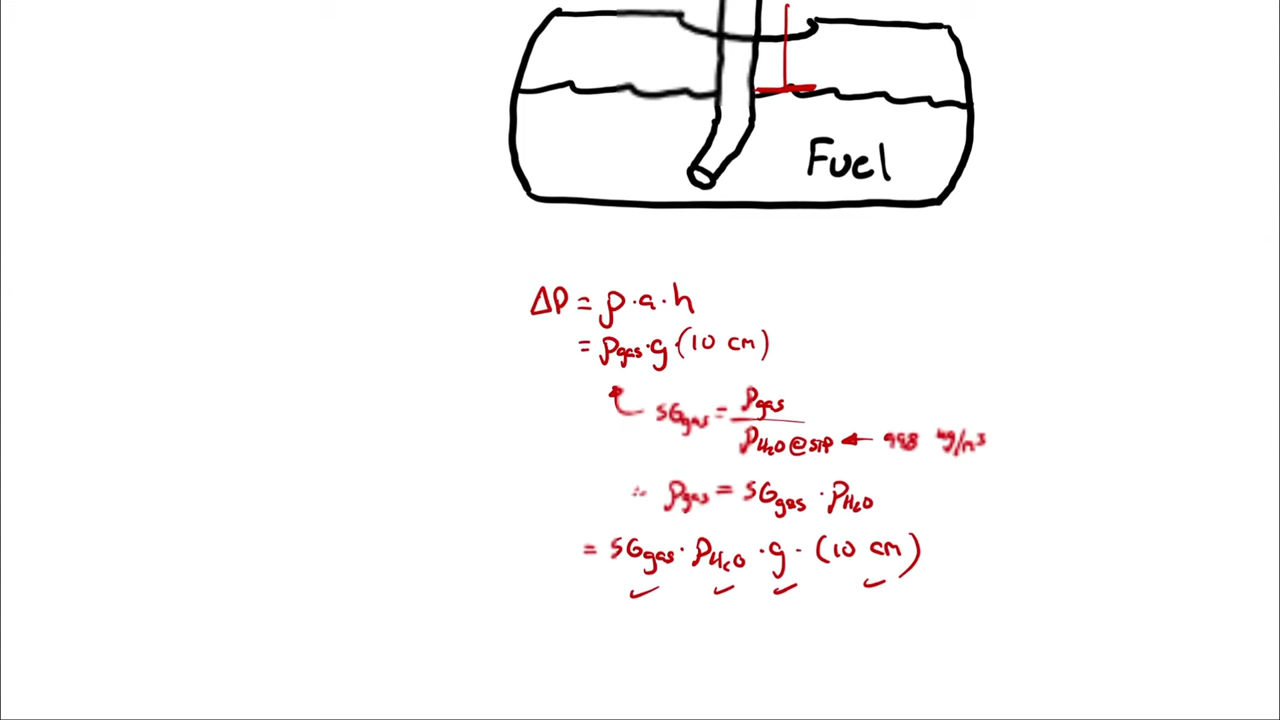 Fuel
ΔP = ρ·a·h
= ρgas·g (10 cm)
SGgas = ρgas / ρH₂O@STP ← 998 kg/m³
∴ ρgas = SGgas · ρH₂O
= SGgas · ρH₂O · g · (10 cm)